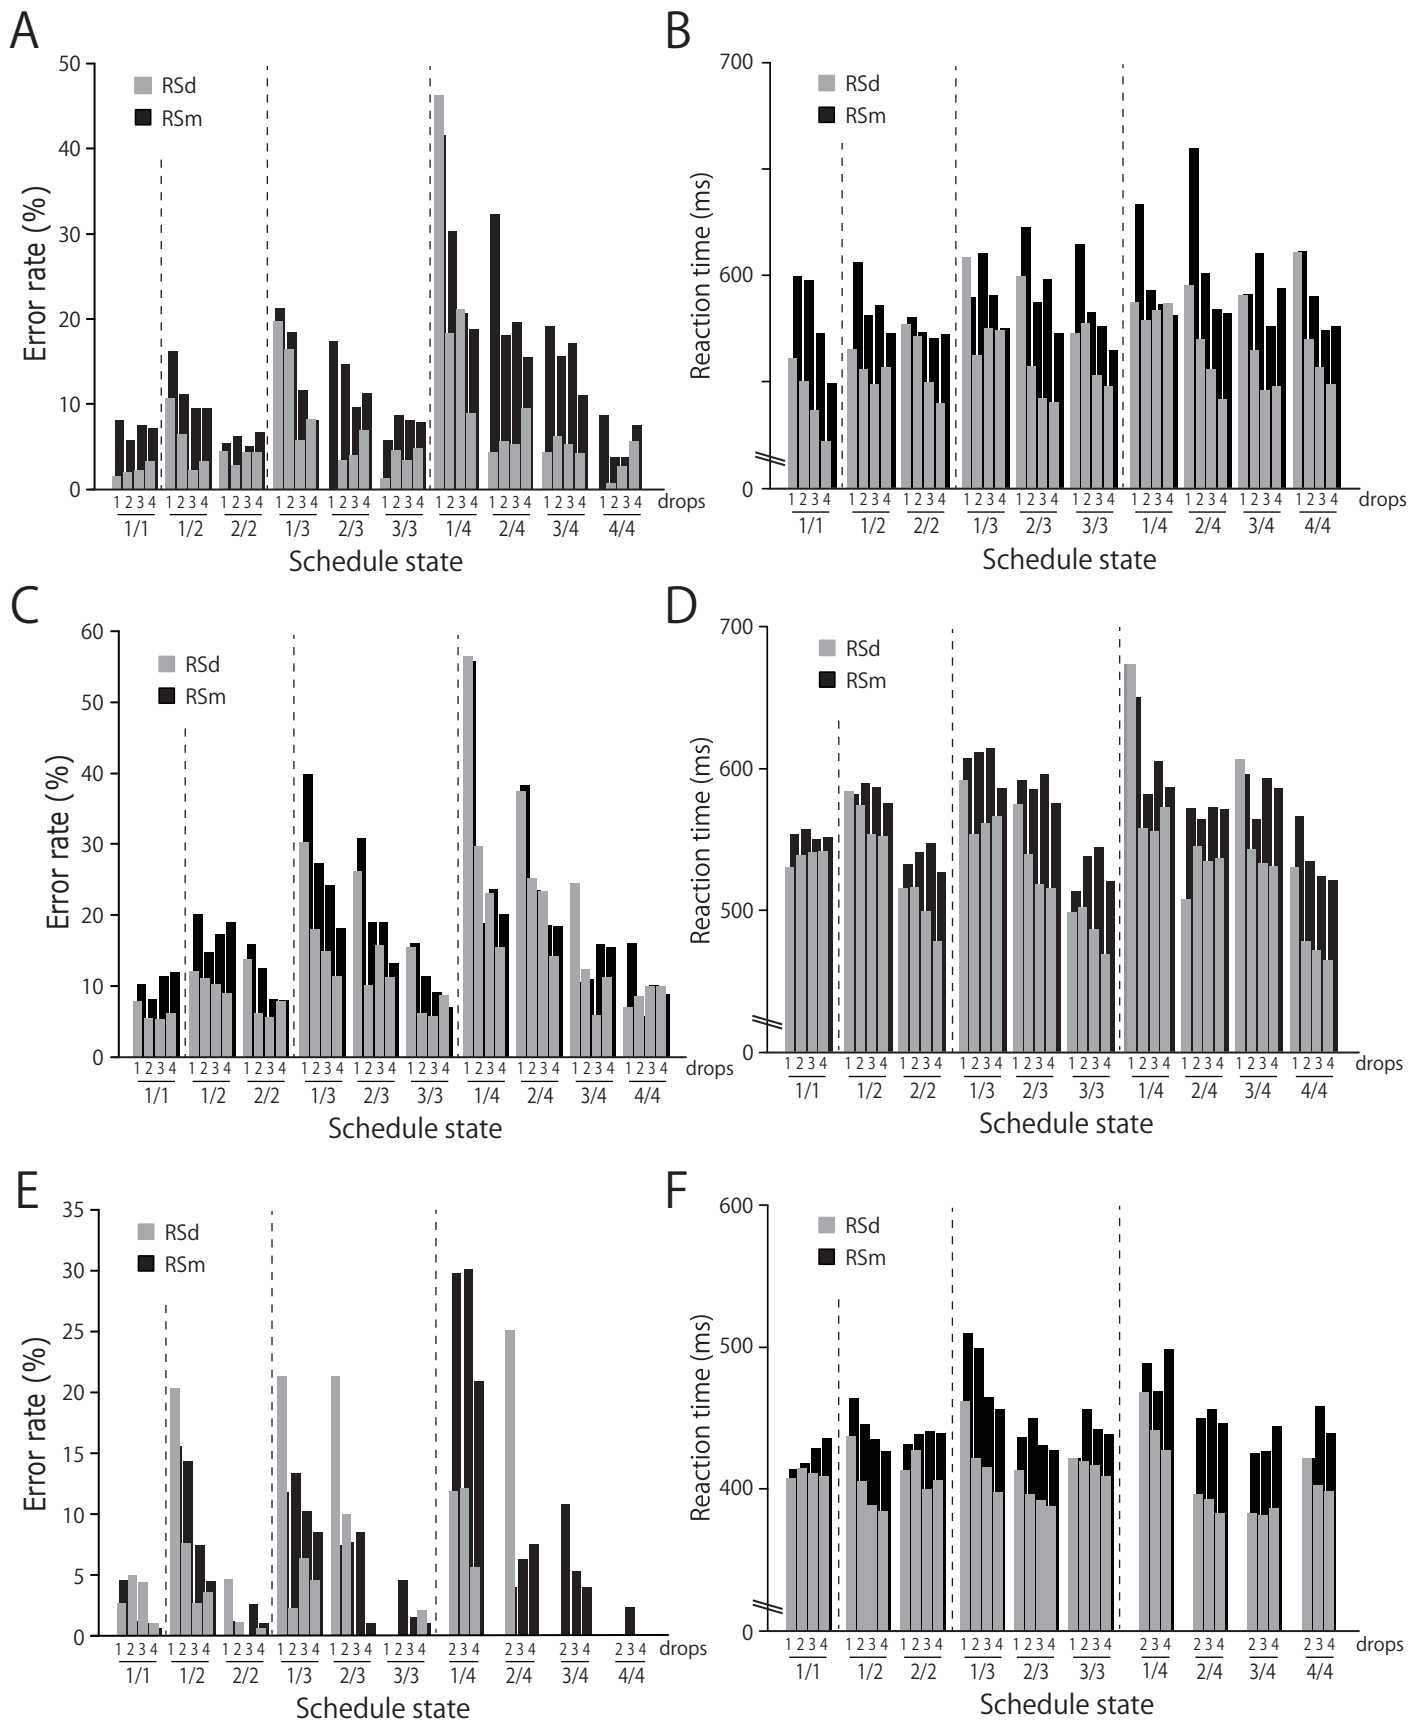 A
Error rate (%)
50
40
30
20
10
0
RSd
RSm
1 2 3 4 1 2 3 4 1 2 3 4 1 2 3 4 1 2 3 4 1 2 3 4 1 2 3 4 1 2 3 4 1 2 3 4 1 2 3 4 drops
1/1 1/2 2/2 1/3 2/3 3/3 1/4 2/4 3/4 4/4
Schedule state
B
Reaction time (ms)
700
600
0
RSd
RSm
1 2 3 4 1 2 3 4 1 2 3 4 1 2 3 4 1 2 3 4 1 2 3 4 1 2 3 4 1 2 3 4 1 2 3 4 1 2 3 4 drops
1/1 1/2 2/2 1/3 2/3 3/3 1/4 2/4 3/4 4/4
Schedule state
C
Error rate (%)
60
50
40
30
20
10
0
RSd
RSm
1 2 3 4 1 2 3 4 1 2 3 4 1 2 3 4 1 2 3 4 1 2 3 4 1 2 3 4 1 2 3 4 1 2 3 4 1 2 3 4 drops
1/1 1/2 2/2 1/3 2/3 3/3 1/4 2/4 3/4 4/4
Schedule state
D
Reaction time (ms)
700
600
500
0
RSd
RSm
1 2 3 4 1 2 3 4 1 2 3 4 1 2 3 4 1 2 3 4 1 2 3 4 1 2 3 4 1 2 3 4 1 2 3 4 1 2 3 4 drops
1/1 1/2 2/2 1/3 2/3 3/3 1/4 2/4 3/4 4/4
Schedule state
E
Error rate (%)
35
30
25
20
15
10
5
0
RSd
RSm
1 2 3 4 1 2 3 4 1 2 3 4 1 2 3 4 1 2 3 4 1 2 3 4 2 3 4 2 3 4 2 3 4 2 3 4 drops
1/1 1/2 2/2 1/3 2/3 3/3 1/4 2/4 3/4 4/4
Schedule state
F
Reaction time (ms)
600
500
400
0
RSd
RSm
1 2 3 4 1 2 3 4 1 2 3 4 1 2 3 4 1 2 3 4 1 2 3 4 2 3 4 2 3 4 2 3 4 2 3 4 drops
1/1 1/2 2/2 1/3 2/3 3/3 1/4 2/4 3/4 4/4
Schedule state